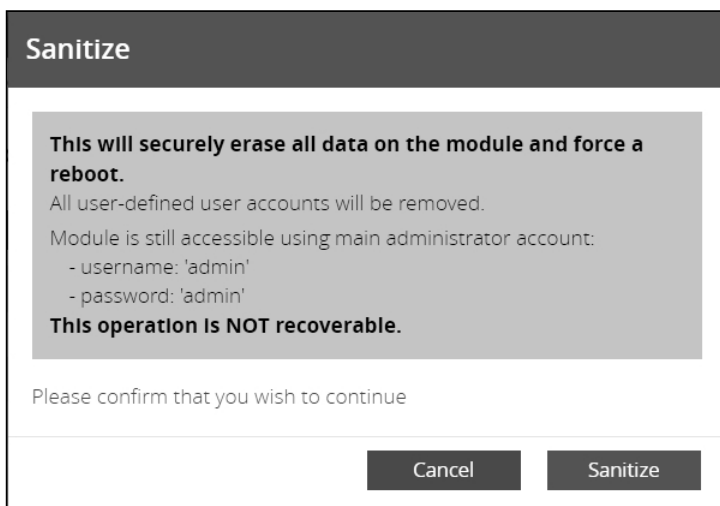 Sanitize
This will securely erase all data on the module and force a
reboot.
All user-defined user accounts will be removed.
Module is still accessible using main administrator account:
- username: 'admin'
- password: 'admin'
This operation is NOT recoverable.
Please confirm that you wish to continue
Cancel
Sanitize